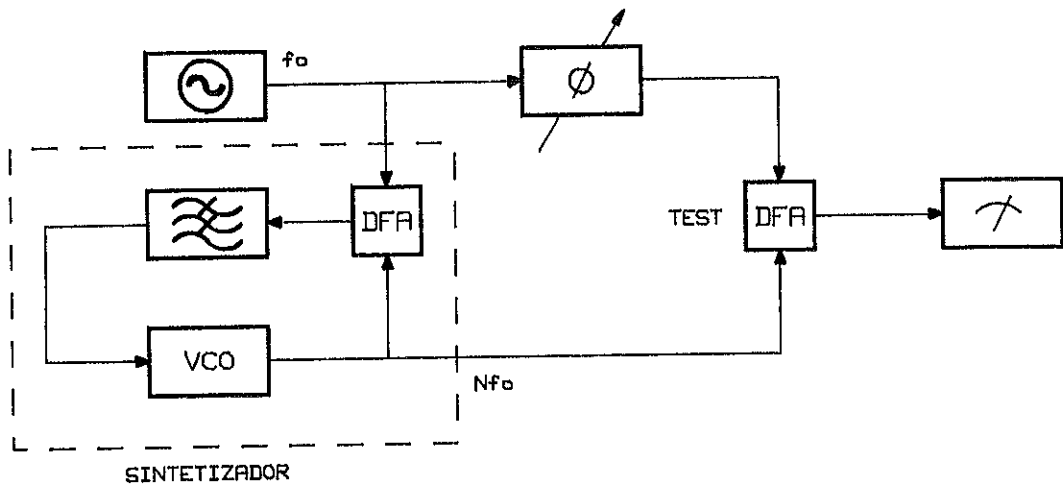 fo
Ø
DFA
TEST
DFA
VCO
Nfo
SINTETIZADOR